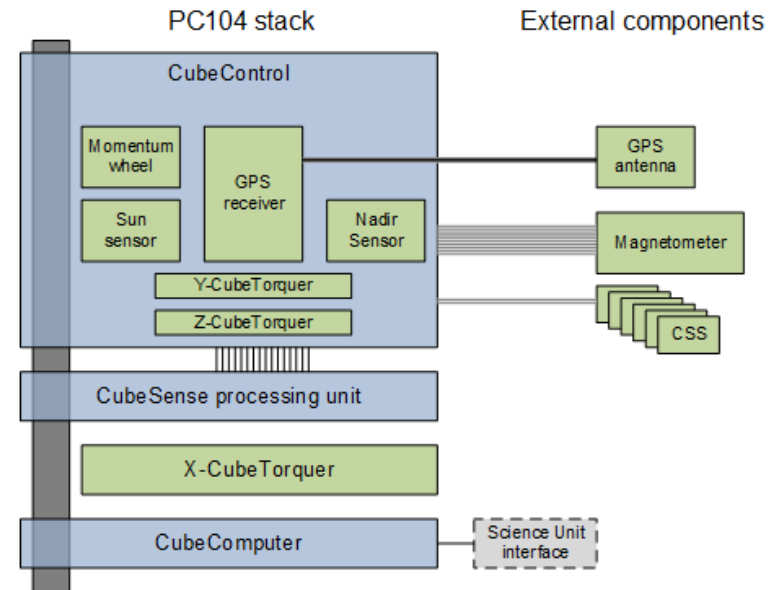 PC104 stack
External components
CubeControl
Momentum
wheel
GPS
receiver
GPS
antenna
Sun
sensor
Nadir
Sensor
Magnetometer
Y-CubeTorquer
Z-CubeTorquer
CSS
CubeSense processing unit
X-CubeTorquer
CubeComputer
Science Unit
interface